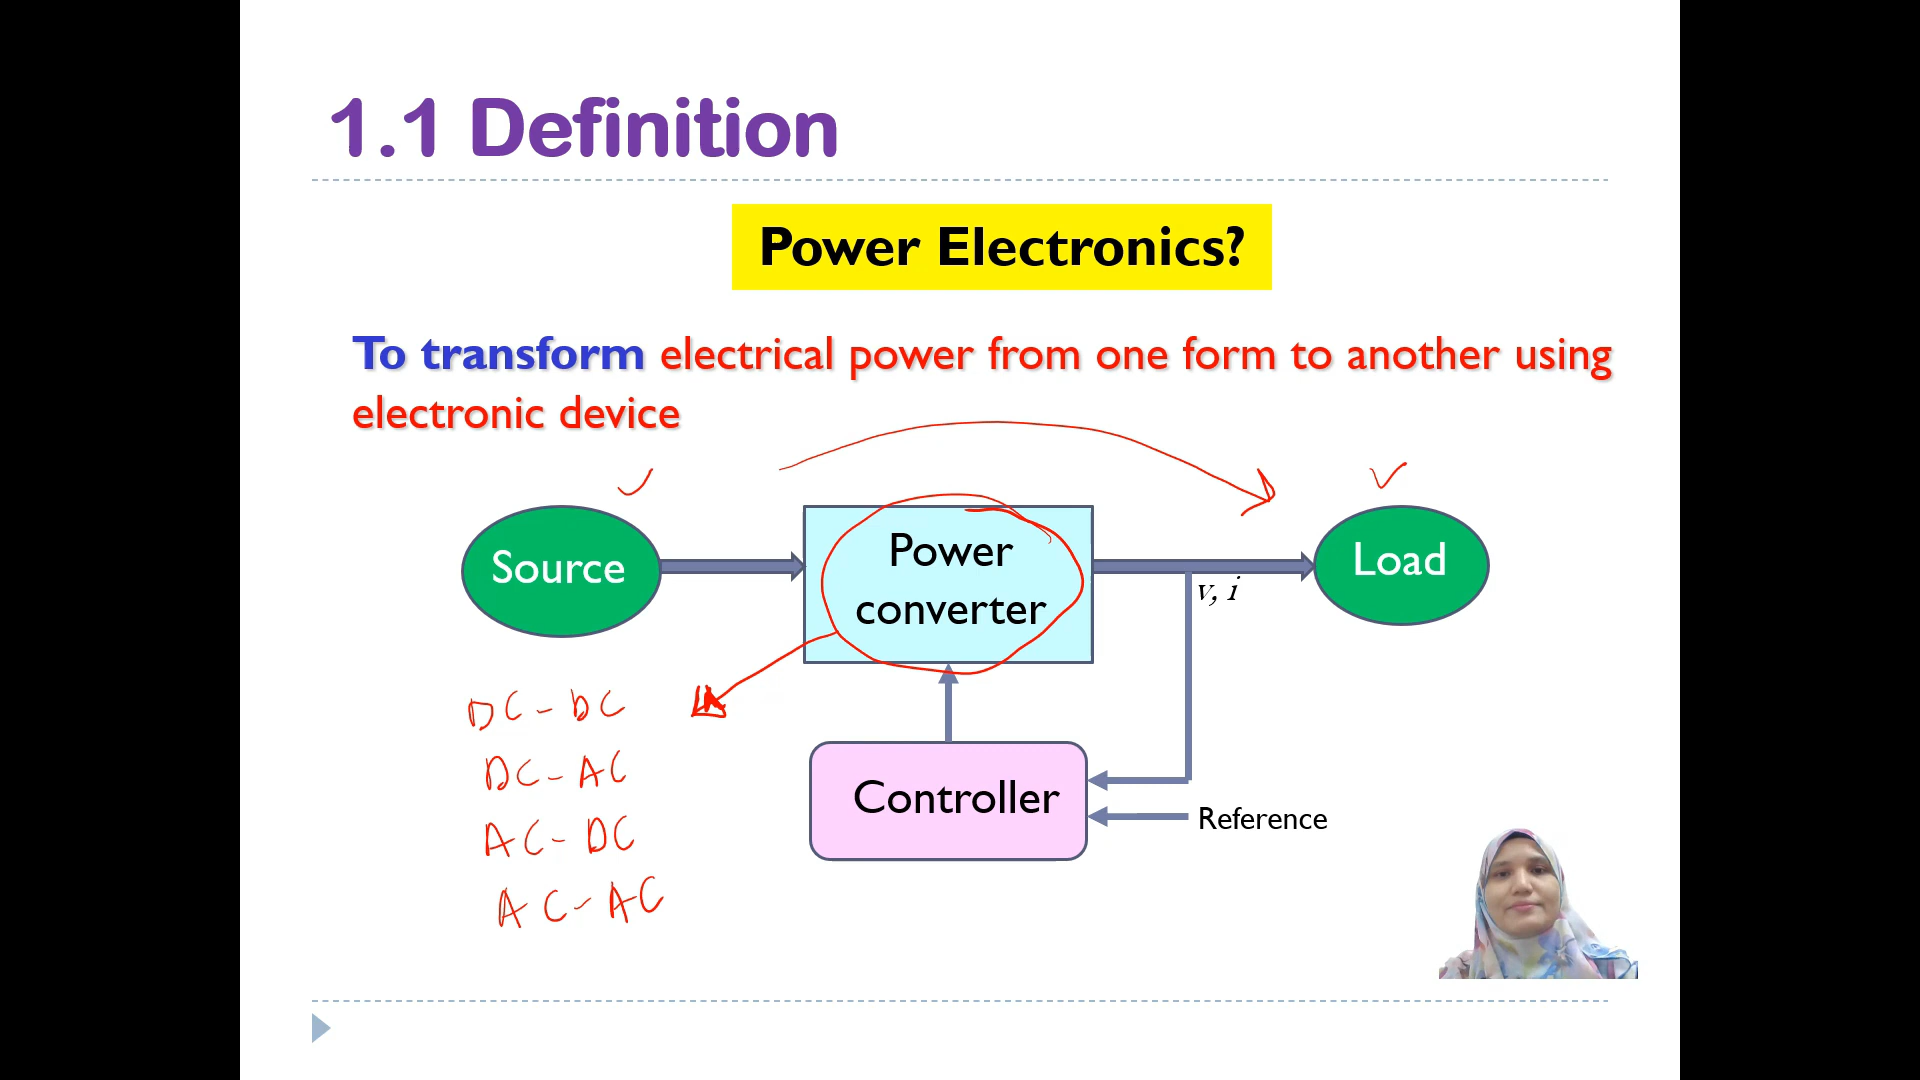 1.1 Definition
Power Electronics?
To transform electrical power from one form to another using
electronic device
Source
Power
converter
Load
v, i
DC - DC
DC - AC
AC - DC
AC - AC
Controller
Reference